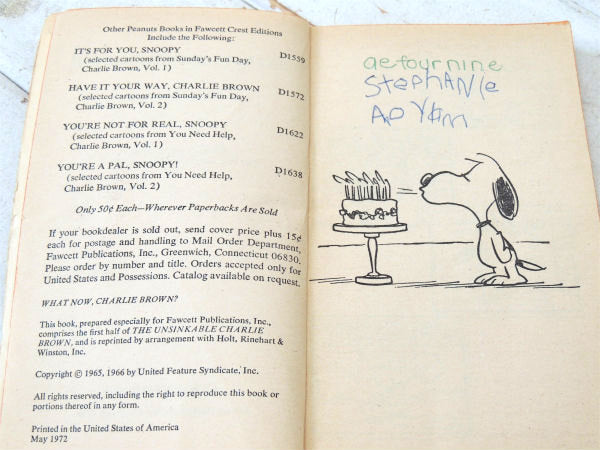 Other Peanuts Books in Fawcett Crest Editions
Include the Following:
IT'S FOR YOU, SNOOPY D1559
(selected cartoons from Sunday's Fun Day,
Charlie Brown, Vol. 1)
HAVE IT YOUR WAY, CHARLIE BROWN D1572
(selected cartoons from Sunday's Fun Day,
Charlie Brown, Vol. 2)
YOU'RE NOT FOR REAL, SNOOPY D1622
(selected cartoons from You Need Help,
Charlie Brown, Vol. 1)
YOU'RE A PAL, SNOOPY! D1638
(selected cartoons from You Need Help,
Charlie Brown, Vol. 2)
Only 50¢ Each—Wherever Paperbacks Are Sold
If your bookdealer is sold out, send cover price plus 15¢
each for postage and handling to Mail Order Department,
Fawcett Publications, Inc., Greenwich, Connecticut 06830.
Please order by number and title. Orders accepted only for
United States and Possessions. Catalog available on request.
WHAT NOW, CHARLIE BROWN?
This book, prepared especially for Fawcett Publications, Inc.,
comprises the first half of THE UNSINKABLE CHARLIE
BROWN, and is reprinted by arrangement with Holt, Rinehart &
Winston, Inc.
Copyright © 1965, 1966 by United Feature Syndicate, Inc.
All rights reserved, including the right to reproduce this book or
portions thereof in any form.
Printed in the United States of America
May 1972
StephANie